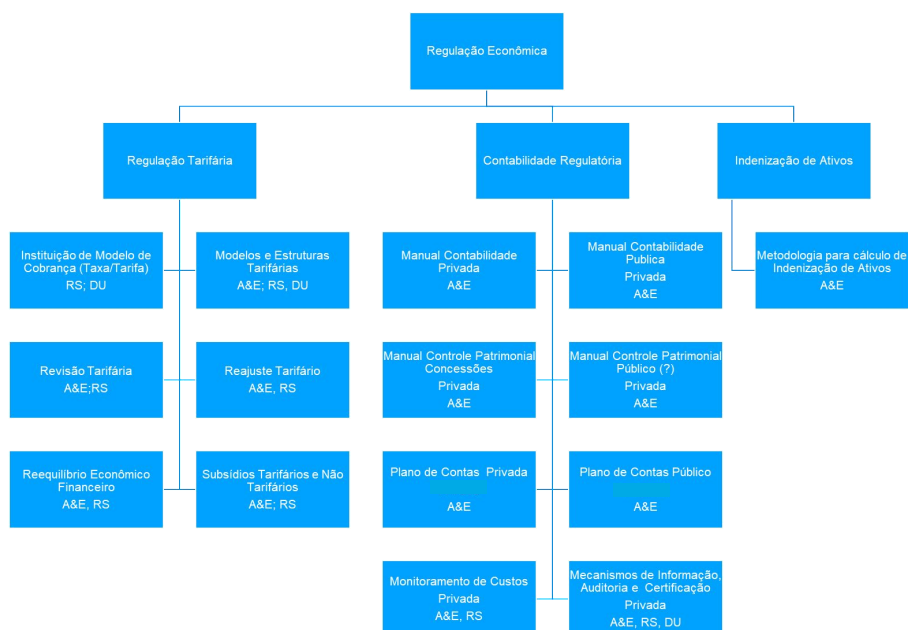 Regulação Econômica
Regulação Tarifária
Contabilidade Regulatória
Indenização de Ativos
Instituição de Modelo de
Cobrança (Taxa/Tarifa)
RS; DU
Modelos e Estruturas
Tarifárias
A&E; RS, DU
Manual Contabilidade
Privada
A&E
Manual Contabilidade
Publica
Privada
A&E
Metodologia para cálculo de
Indenização de Ativos
A&E
Revisão Tarifária
A&E;RS
Reajuste Tarifário
A&E, RS
Manual Controle Patrimonial
Concessões
Privada
A&E
Manual Controle Patrimonial
Público (?)
Privada
A&E
Reequilíbrio Econômico
Financeiro
A&E, RS
Subsídios Tarifários e Não
Tarifários
A&E; RS
Plano de Contas Privada
A&E
Plano de Contas Público
A&E
Monitoramento de Custos
Privada
A&E, RS
Mecanismos de Informação,
Auditoria e Certificação
Privada
A&E, RS, DU